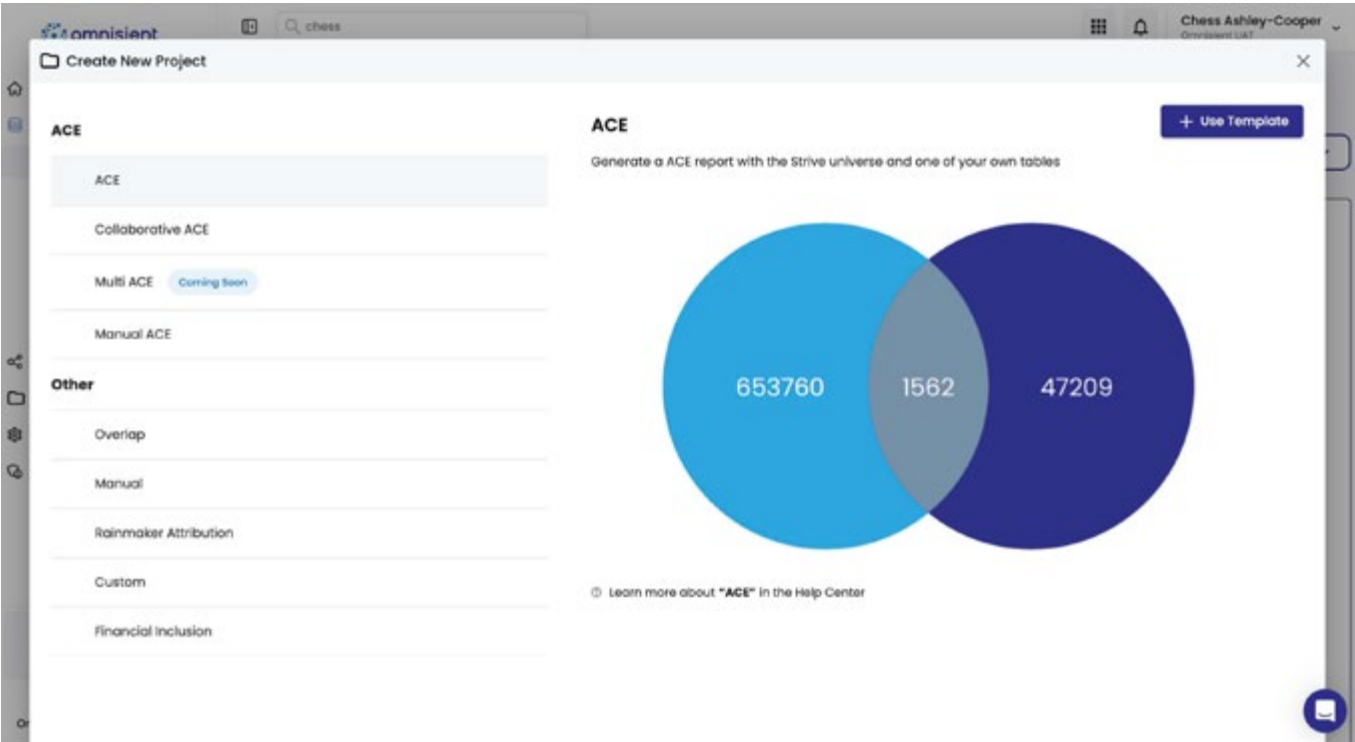 omnisient
chess
Chess Ashley-Cooper
Omnisient UAT
Create New Project
ACE
ACE
Collaborative ACE
Multi ACE Coming Soon
Manual ACE
Other
Overlap
Manual
Rainmaker Attribution
Custom
Financial Inclusion
ACE
+ Use Template
Generate a ACE report with the Strive universe and one of your own tables
653760 1562 47209
Learn more about "ACE" in the Help Center